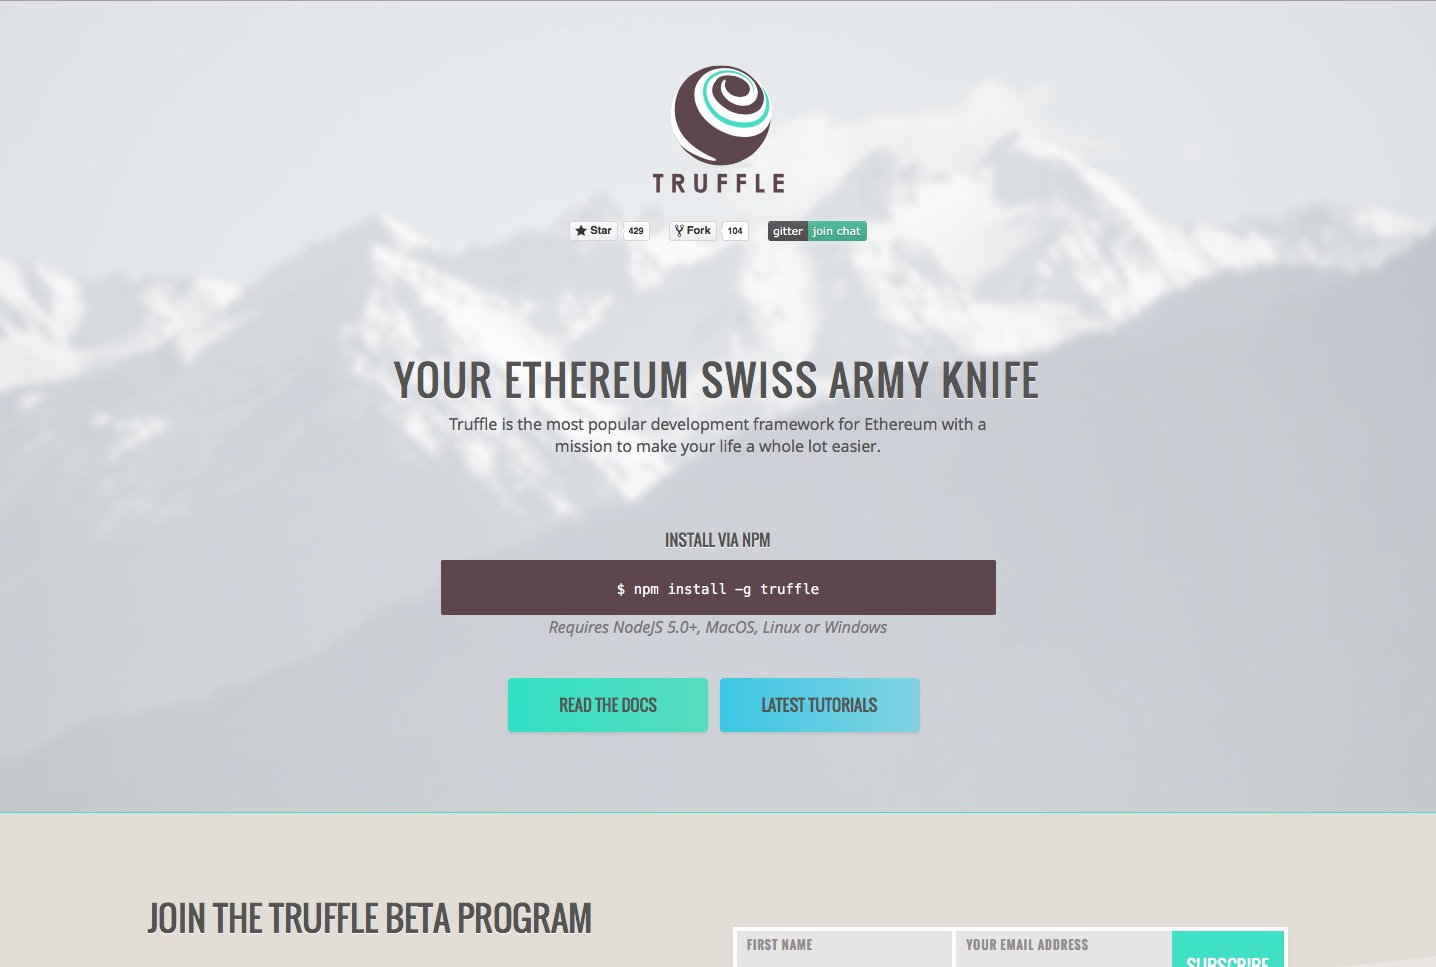 TRUFFLE
Star 429 Fork 104 gitter join chat
YOUR ETHEREUM SWISS ARMY KNIFE
Truffle is the most popular development framework for Ethereum with a
mission to make your life a whole lot easier.
INSTALL VIA NPM
$ npm install -g truffle
Requires NodeJS 5.0+, MacOS, Linux or Windows
READ THE DOCS LATEST TUTORIALS
JOIN THE TRUFFLE BETA PROGRAM
FIRST NAME YOUR EMAIL ADDRESS
SUBSCRIBE